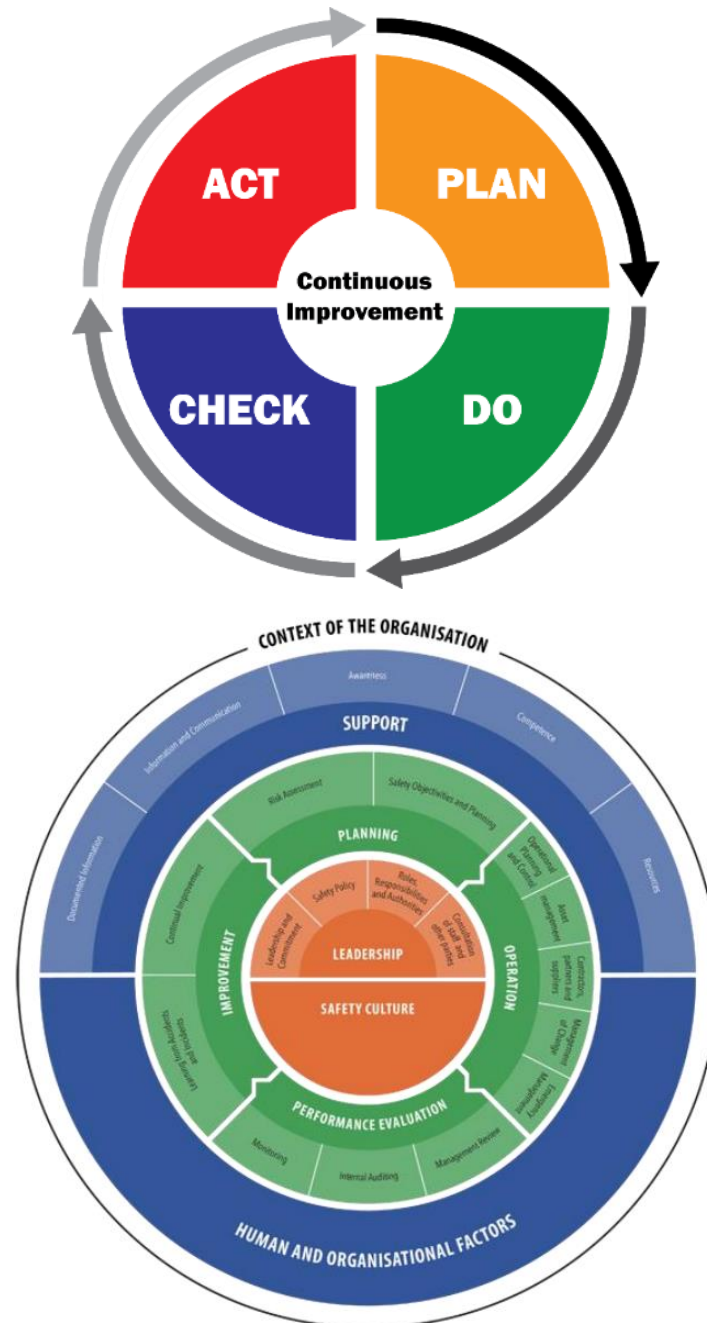 ACT
PLAN
Continuous
Improvement
CHECK
DO
CONTEXT OF THE ORGANISATION
Documented Information
Information and Communication
Awareness
Competence
Resources
SUPPORT
Risk Assessment
Safety Objectivities and Planning
PLANNING
Operational
Planning
and Control
Asset
management
Contractors,
partners and
suppliers
Management
of Change
Emergency
Management
OPERATION
Leadership and
Commitment
Safety Policy
Roles,
Responsibilities
and Authorities
Consultation
of staff and
other parties
LEADERSHIP
SAFETY CULTURE
Continual Improvement
Learning from Accidents
and Incidents
IMPROVEMENT
PERFORMANCE EVALUATION
Monitoring
Internal Auditing
Management Review
HUMAN AND ORGANISATIONAL FACTORS